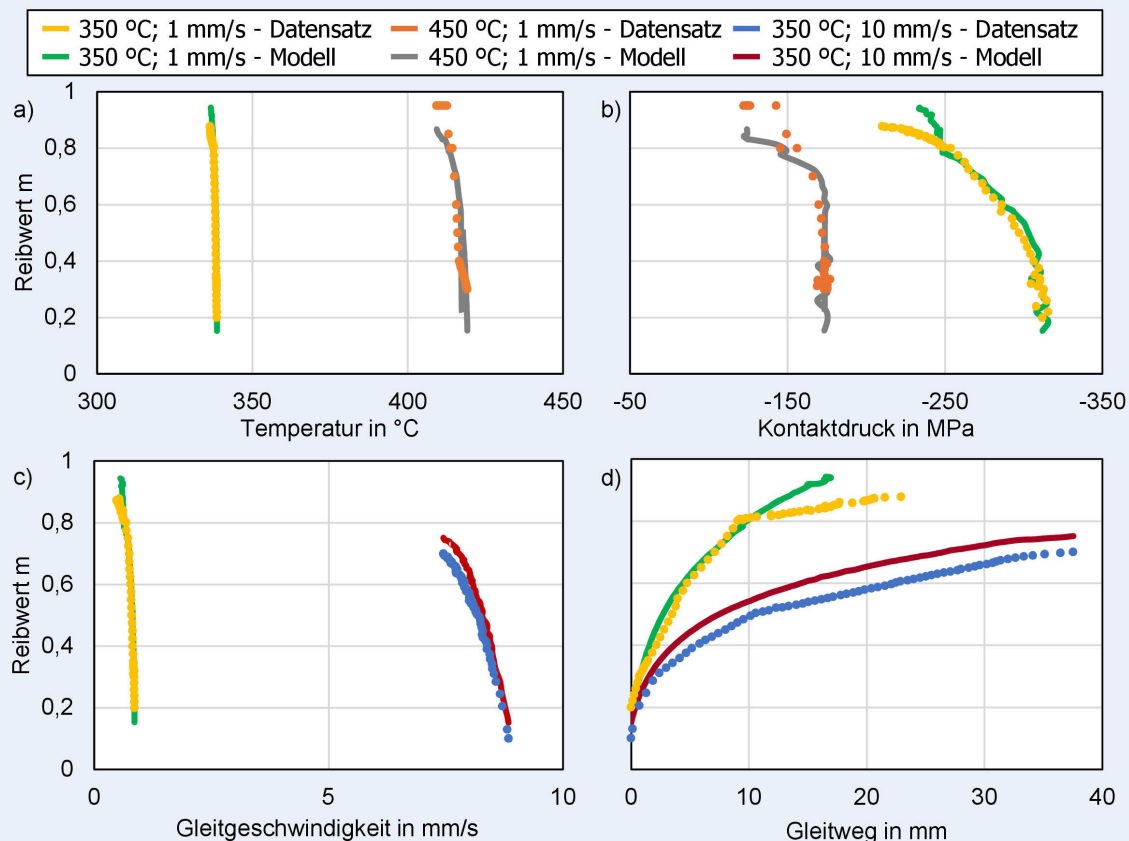 350 ºC; 1 mm/s - Datensatz
450 ºC; 1 mm/s - Datensatz
350 ºC; 10 mm/s - Datensatz
350 ºC; 1 mm/s - Modell
450 ºC; 1 mm/s - Modell
350 ºC; 10 mm/s - Modell
a)
1
0,8
0,6
0,4
0,2
0
Reibwert m
300
350
400
450
Temperatur in °C
b)
-50
-150
-250
-350
Kontaktdruck in MPa
c)
1
0,8
0,6
0,4
0,2
0
Reibwert m
0
5
10
Gleitgeschwindigkeit in mm/s
d)
0
10
20
30
40
Gleitweg in mm